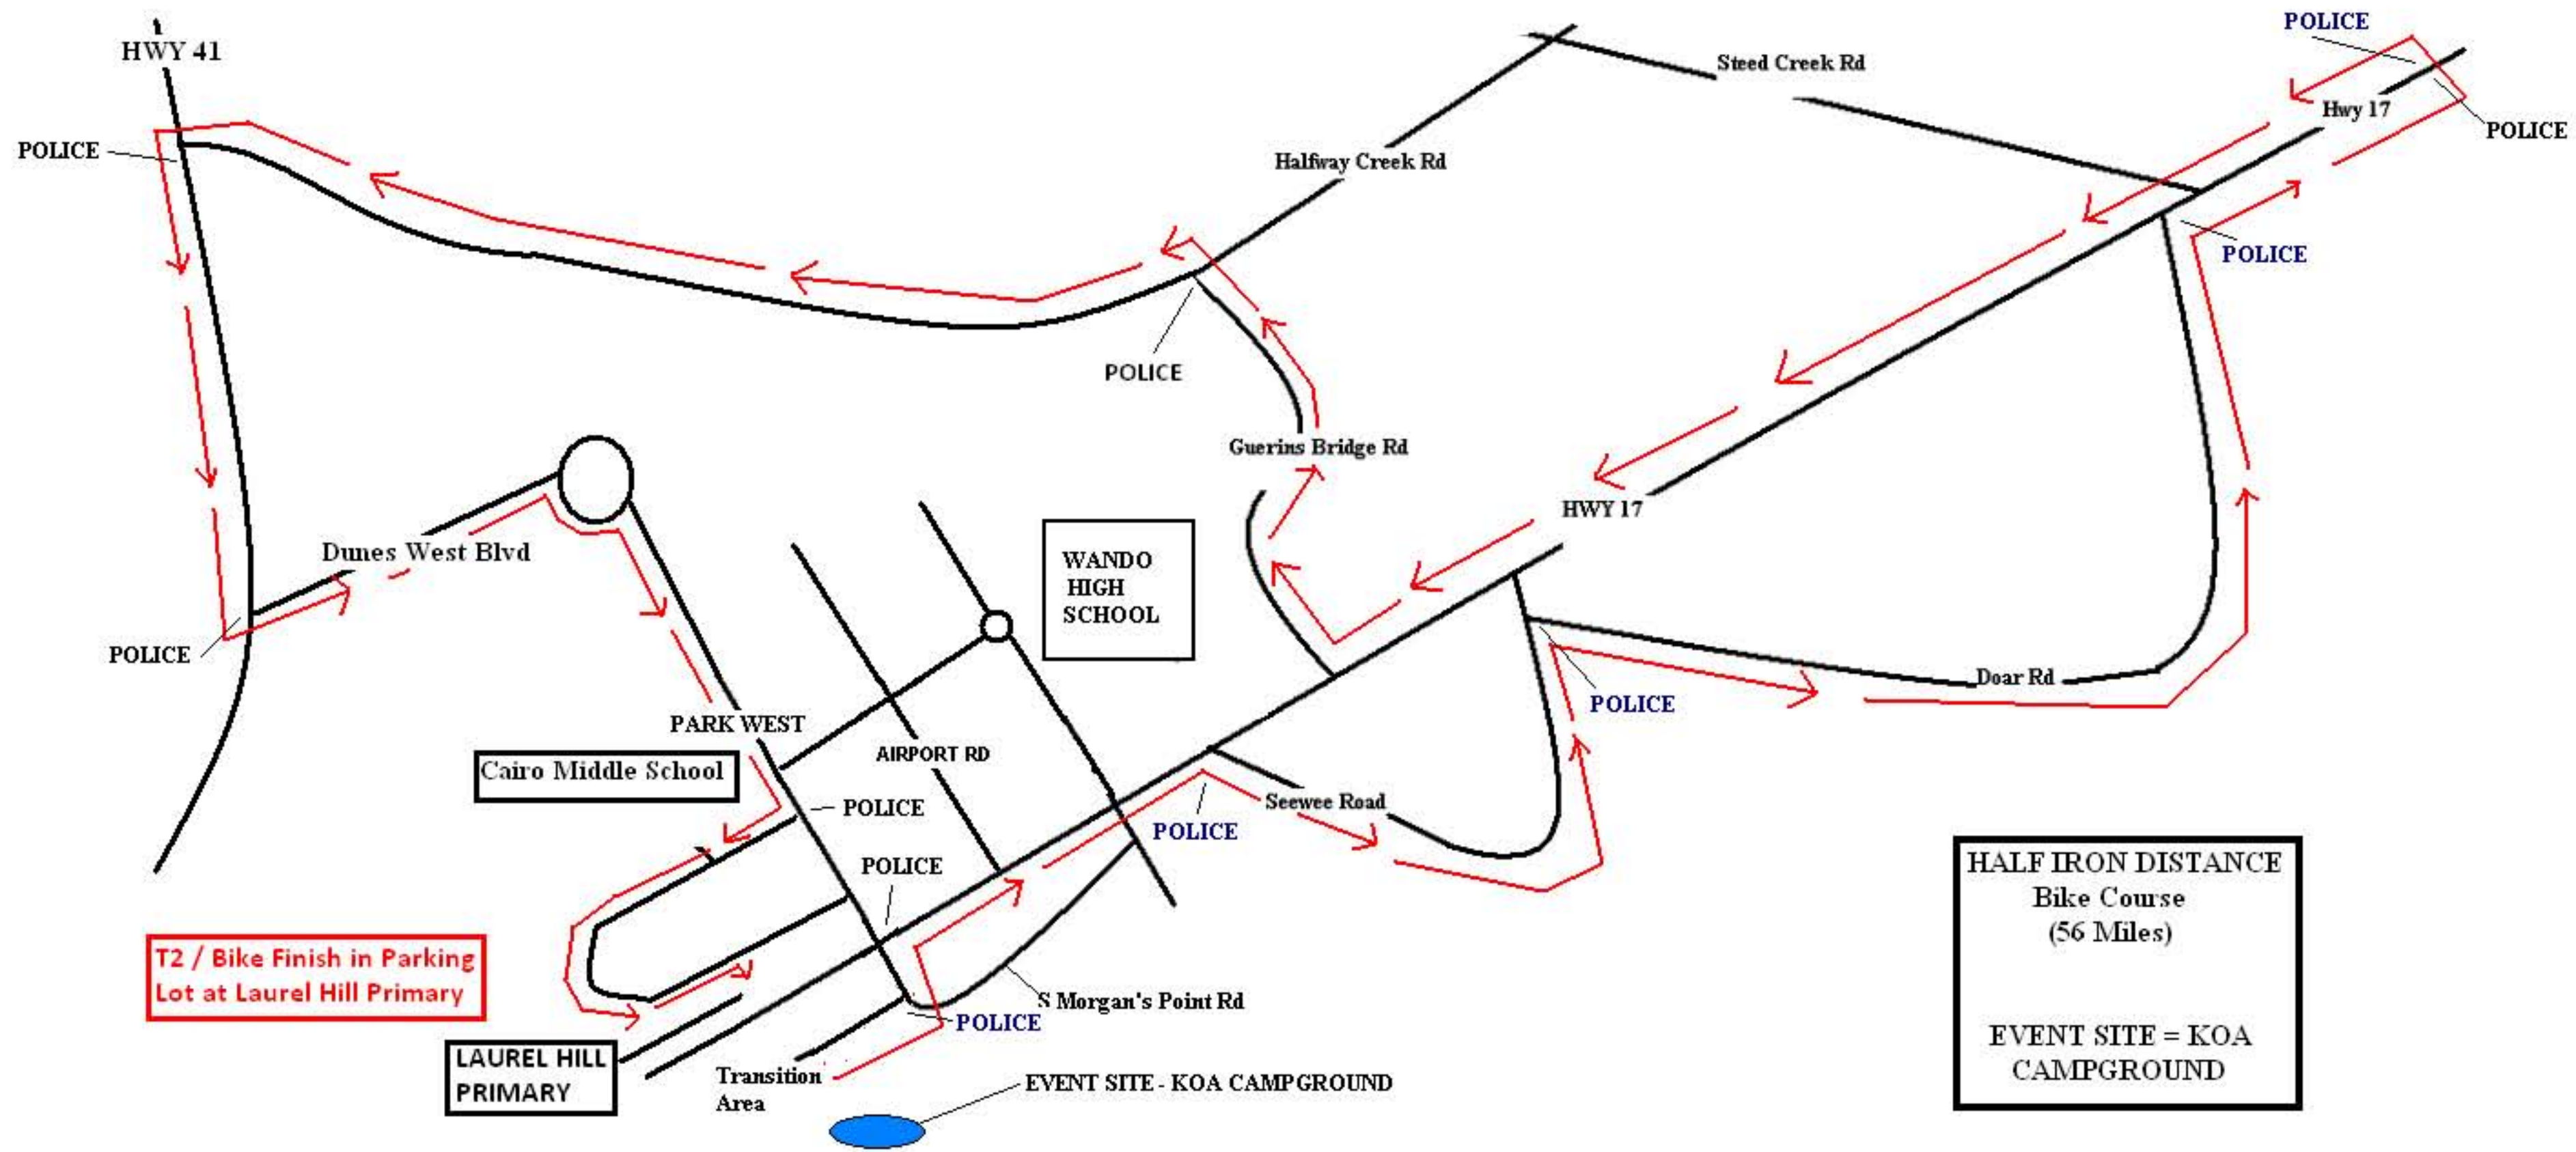 POLICE
HWY 41
Steed Creek Rd
Hwy 17
POLICE
POLICE
Halfway Creek Rd
POLICE
POLICE
Guerins Bridge Rd
HWY 17
Dunes West Blvd
WANDO
HIGH
SCHOOL
POLICE
Doar Rd
POLICE
PARK WEST
AIRPORT RD
Cairo Middle School
POLICE
Seewee Road
POLICE
POLICE
HALF IRON DISTANCE
Bike Course
(56 Miles)
EVENT SITE = KOA
CAMPGROUND
T2 / Bike Finish in Parking
Lot at Laurel Hill Primary
S Morgan's Point Rd
POLICE
LAUREL HILL
PRIMARY
Transition
Area
EVENT SITE - KOA CAMPGROUND